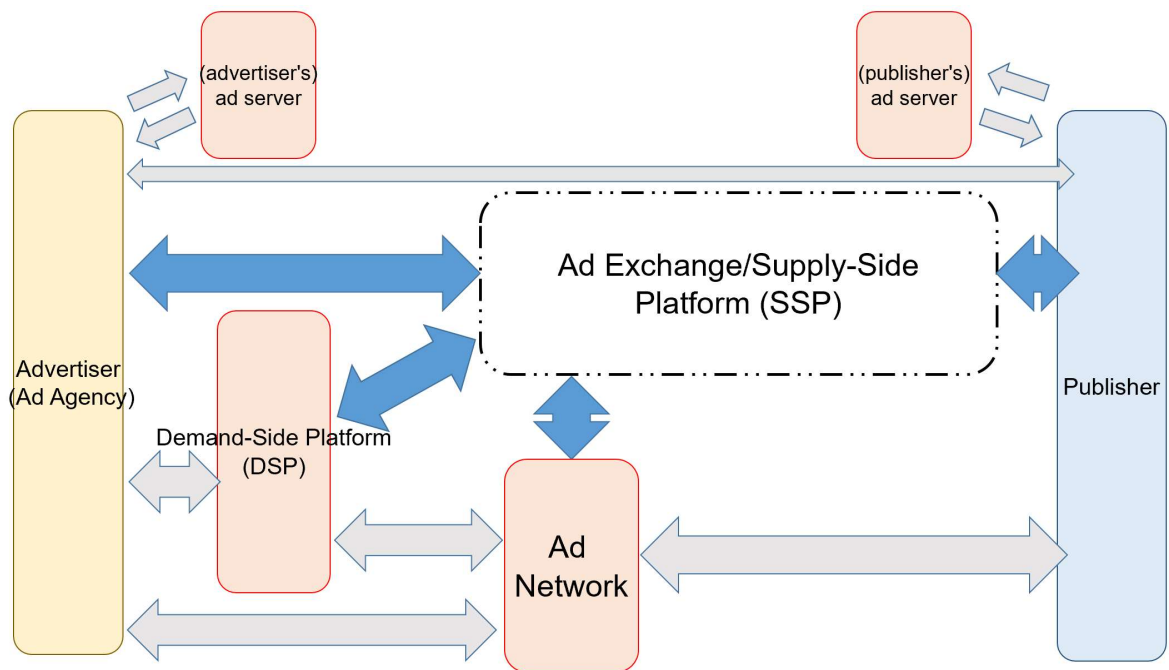 (advertiser's)
ad server
(publisher's)
ad server
Ad Exchange/Supply-Side
Platform (SSP)
Advertiser
(Ad Agency)
Publisher
Demand-Side Platform
(DSP)
Ad
Network